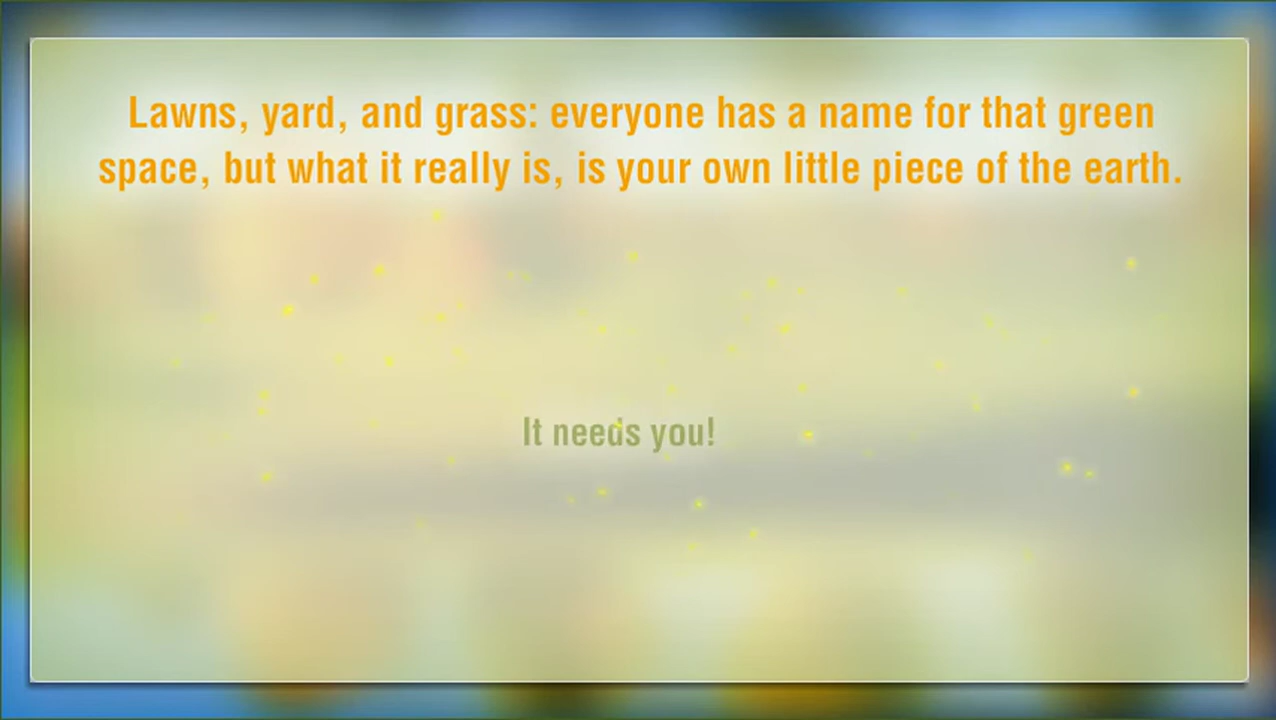 Lawns, yard, and grass: everyone has a name for that green
space, but what it really is, is your own little piece of the earth.
It needs you!